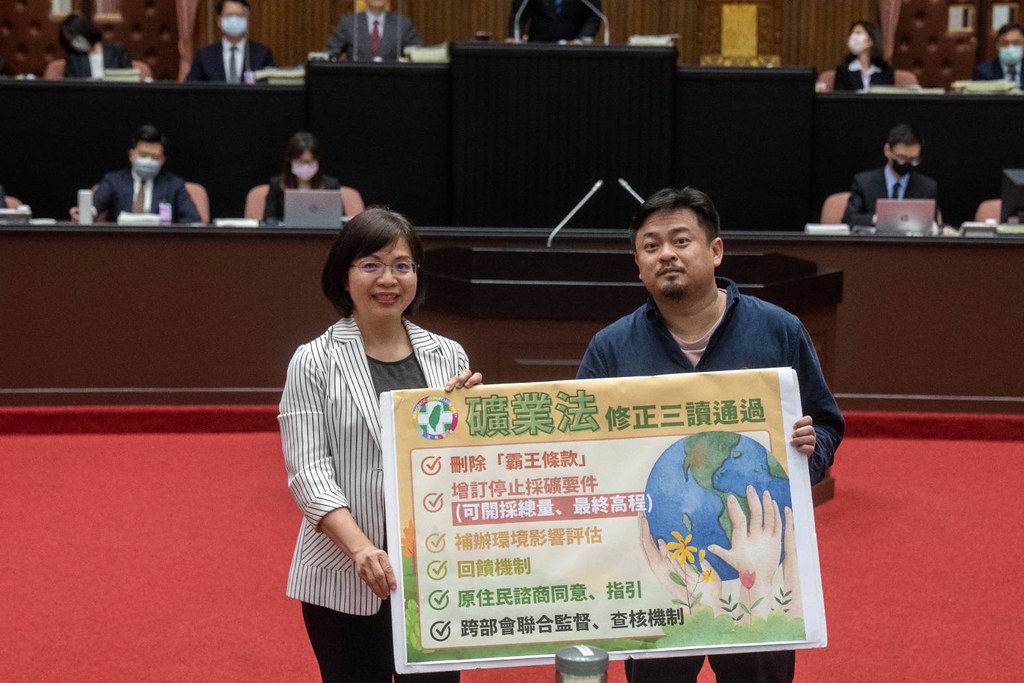 礦業法 修正三讀通過
刪除「霸王條款」
增訂停止採礦要件
(可開採總量、最終高程)
補辦環境影響評估
回饋機制
原住民諮商同意、指引
跨部會聯合監督、查核機制